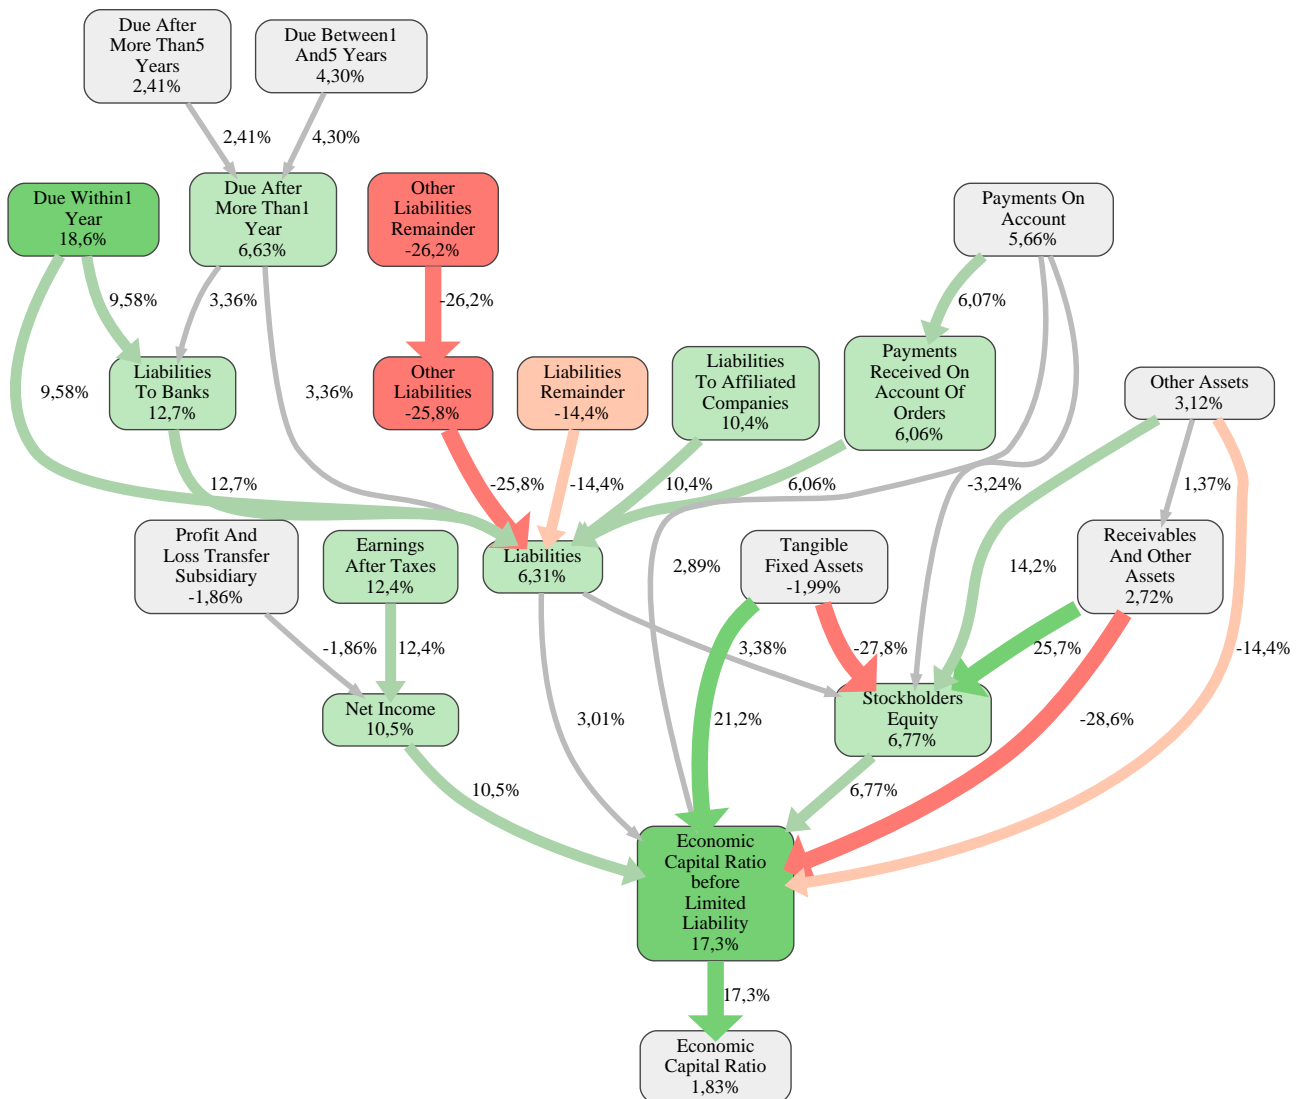 Due After
More Than5
Years
2,41%
Due Between1
And5 Years
4,30%
2,41%
4,30%
Due Within1
Year
18,6%
Due After
More Than1
Year
6,63%
Other
Liabilities
Remainder
-26,2%
Payments On
Account
5,66%
9,58%
3,36%
-26,2%
6,07%
Liabilities
To Banks
12,7%
Other
Liabilities
-25,8%
Liabilities
Remainder
-14,4%
Liabilities
To Affiliated
Companies
10,4%
Payments
Received On
Account Of
Orders
6,06%
Other Assets
3,12%
9,58%
3,36%
12,7%
-25,8%
-14,4%
10,4%
6,06%
-3,24%
1,37%
Profit And
Loss Transfer
Subsidiary
-1,86%
Earnings
After Taxes
12,4%
Liabilities
6,31%
2,89%
Tangible
Fixed Assets
-1,99%
14,2%
Receivables
And Other
Assets
2,72%
-1,86%
12,4%
3,38%
-27,8%
25,7%
-14,4%
Net Income
10,5%
3,01%
21,2%
Stockholders
Equity
6,77%
-28,6%
10,5%
6,77%
Economic
Capital Ratio
before
Limited
Liability
17,3%
17,3%
Economic
Capital Ratio
1,83%